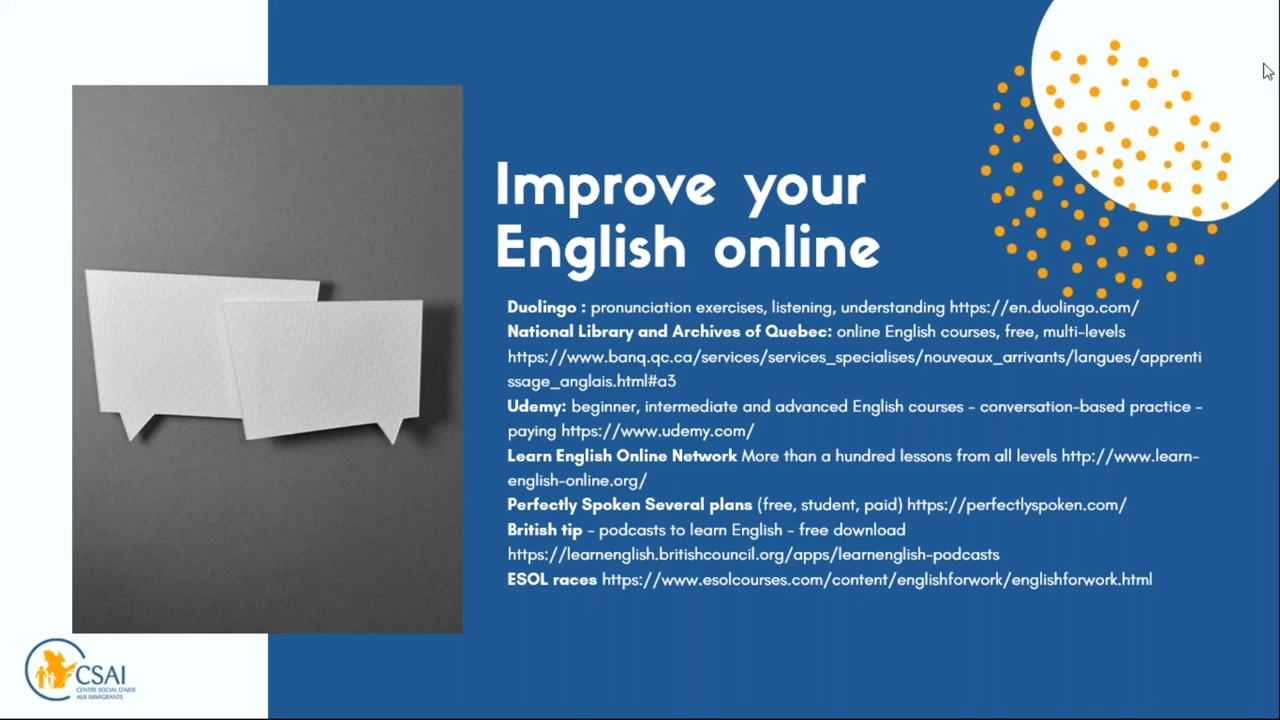 Improve your
English online
Duolingo : pronunciation exercises, listening, understanding https://en.duolingo.com/
National Library and Archives of Quebec: online English courses, free, multi-levels
https://www.banq.qc.ca/services/services_specialises/nouveaux_arrivants/langues/apprenti
ssage_anglais.html#a3
Udemy: beginner, intermediate and advanced English courses - conversation-based practice -
paying https://www.udemy.com/
Learn English Online Network More than a hundred lessons from all levels http://www.learn-
english-online.org/
Perfectly Spoken Several plans (free, student, paid) https://perfectlyspoken.com/
British tip - podcasts to learn English - free download
https://learnenglish.britishcouncil.org/apps/learnenglish-podcasts
ESOL races https://www.esolcourses.com/content/englishforwork/englishforwork.html
CSAI
CENTRE SOCIAL D'AIDE
AUX IMMIGRANTS